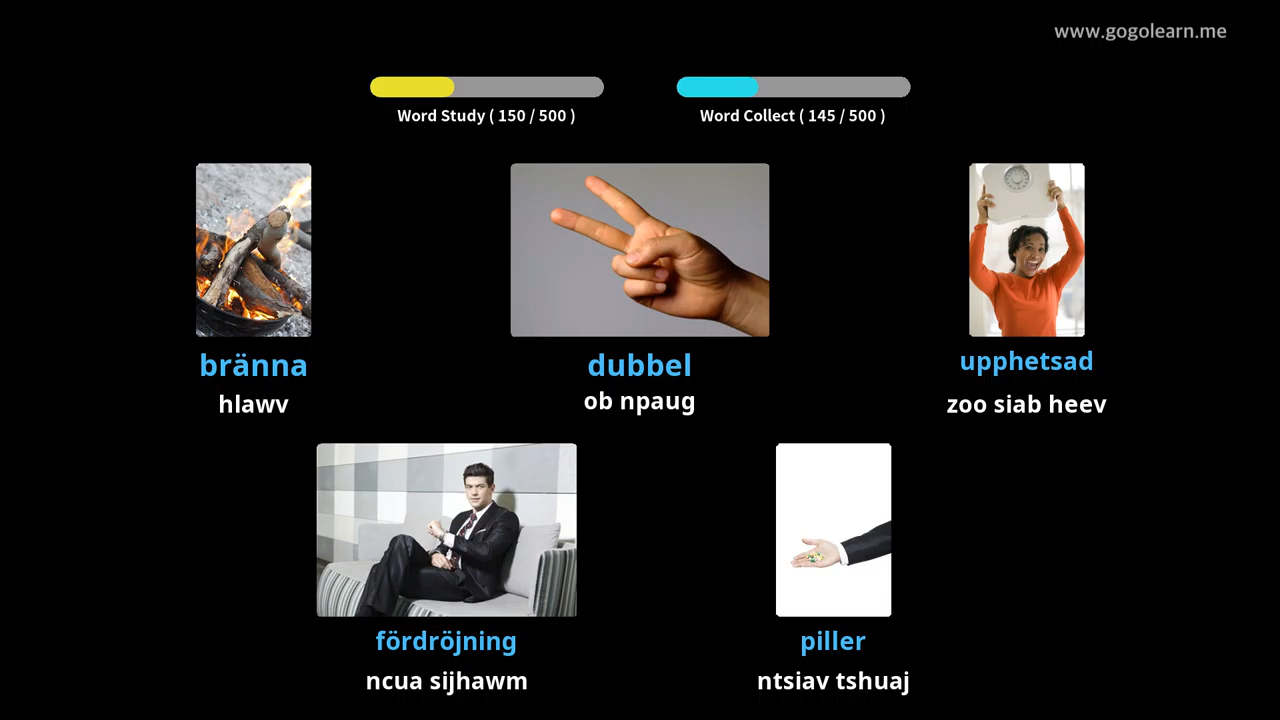 www.gogolearn.me
Word Study ( 150 / 500 )
Word Collect ( 145 / 500 )
bränna
hlawv
dubbel
ob npaug
upphetsad
zoo siab heev
fördröjning
ncua sijhawm
piller
ntsiav tshuaj